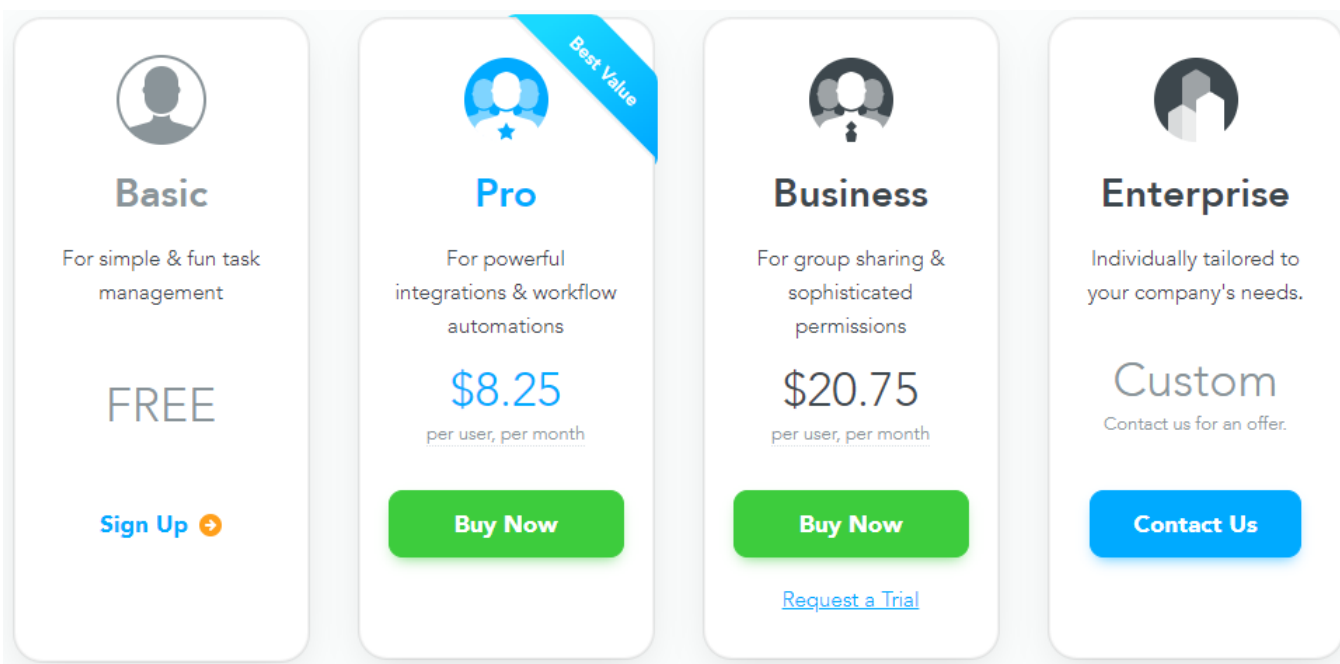 Basic
For simple & fun task
management
FREE
Sign Up
Best Value
Pro
For powerful
integrations & workflow
automations
$8.25
per user, per month
Buy Now
Business
For group sharing &
sophisticated
permissions
$20.75
per user, per month
Buy Now
Request a Trial
Enterprise
Individually tailored to
your company's needs.
Custom
Contact us for an offer.
Contact Us